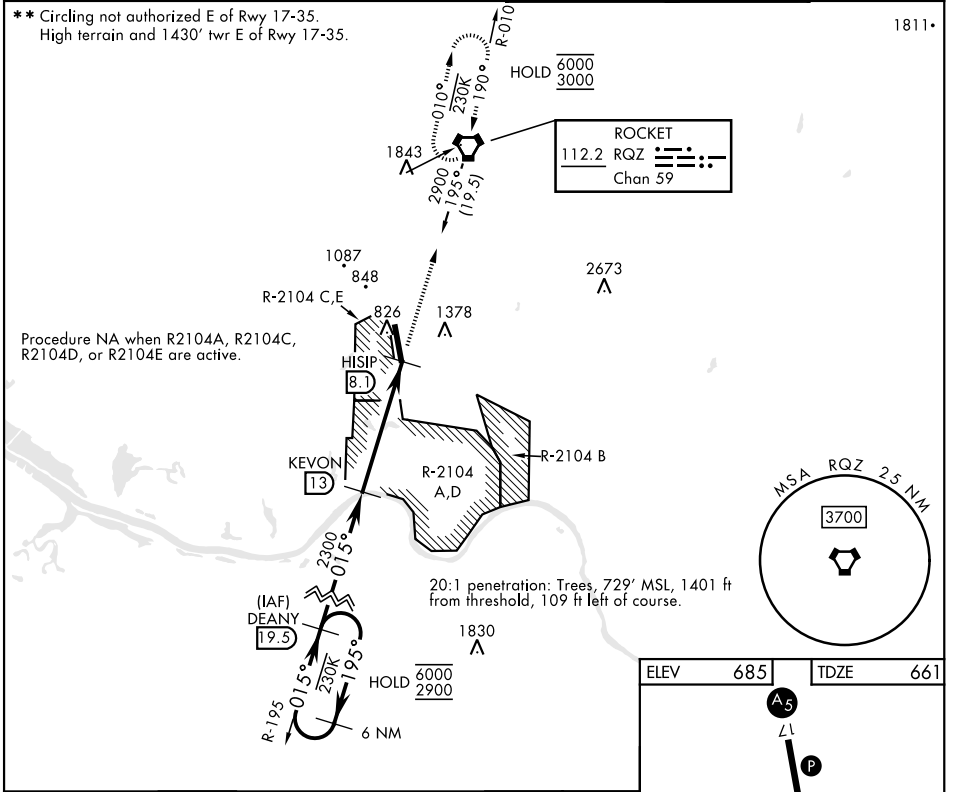 ** Circling not authorized E of Rwy 17-35.
High terrain and 1430' twr E of Rwy 17-35.
1811
R-010
HOLD 6000
3000
010°
230K
190°
ROCKET
112.2 RQZ
Chan 59
1843
2900
195°
(19.5)
1087
848
2673
R-2104 C,E
826
1378
Procedure NA when R2104A, R2104C,
R2104D, or R2104E are active.
HISIP
8.1
KEVON
13
R-2104
A,D
R-2104 B
MSA RQZ 25 NM
3700
2300
015°
20:1 penetration: Trees, 729' MSL, 1401 ft
from threshold, 109 ft left of course.
(IAF)
DEANY
19.5
1830
015°
230K
195°
HOLD 6000
2900
R-195
6 NM
ELEV 685
TDZE 661
A5
17
P